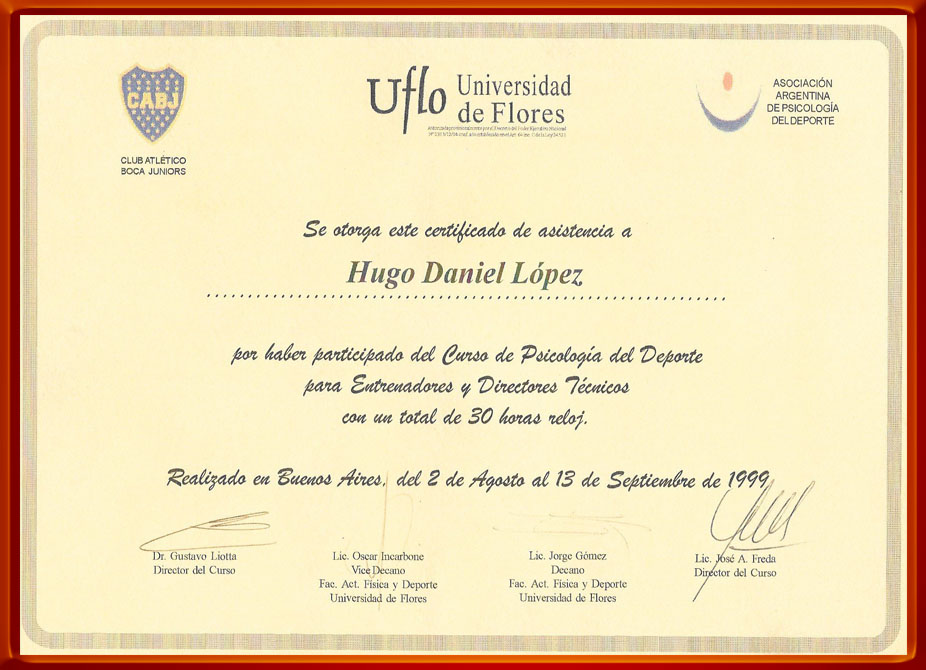 CABJ
CLUB ATLÉTICO
BOCA JUNIORS
Uflo Universidad
de Flores
ASOCIACIÓN
ARGENTINA
DE PSICOLOGÍA
DEL DEPORTE
Se otorga este certificado de asistencia a
Hugo Daniel López
por haber participado del Curso de Psicología del Deporte
para Entrenadores y Directores Técnicos
con un total de 30 horas reloj.
Realizado en Buenos Aires, del 2 de Agosto al 13 de Septiembre de 1999
Dr. Gustavo Liotta
Director del Curso
Lic. Oscar Incarbone
Vice Decano
Fac. Act. Física y Deporte
Universidad de Flores
Lic. Jorge Gómez
Decano
Fac. Act. Física y Deporte
Universidad de Flores
Lic. José A. Freda
Director del Curso